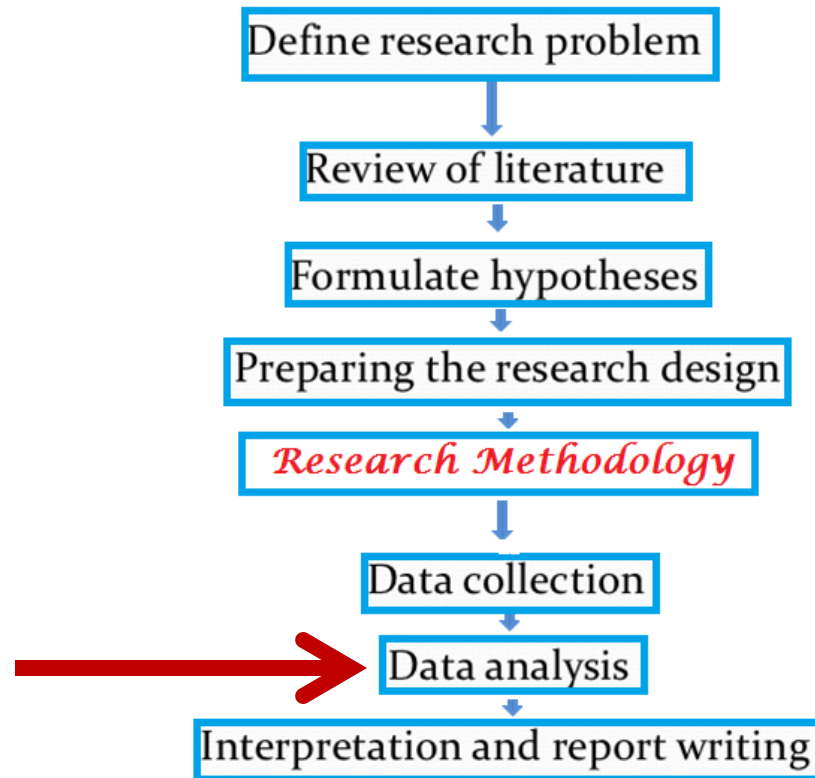 Define research problem
Review of literature
Formulate hypotheses
Preparing the research design
Research Methodology
Data collection
Data analysis
Interpretation and report writing